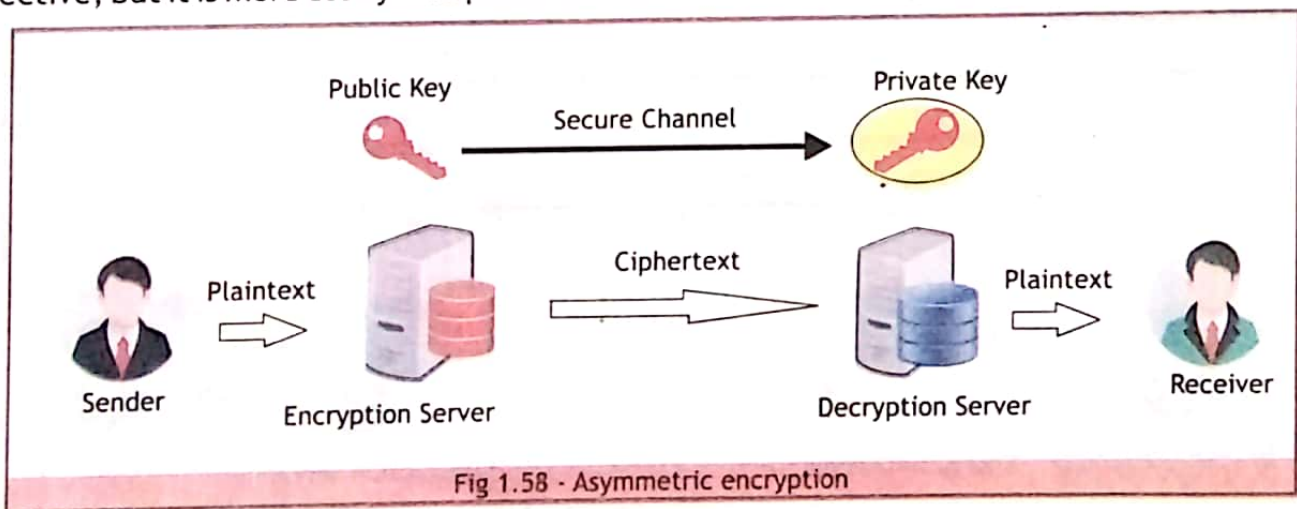 Public Key
Private Key
Secure Channel
Ciphertext
Plaintext
Plaintext
Sender
Encryption Server
Decryption Server
Receiver
Fig 1.58 - Asymmetric encryption